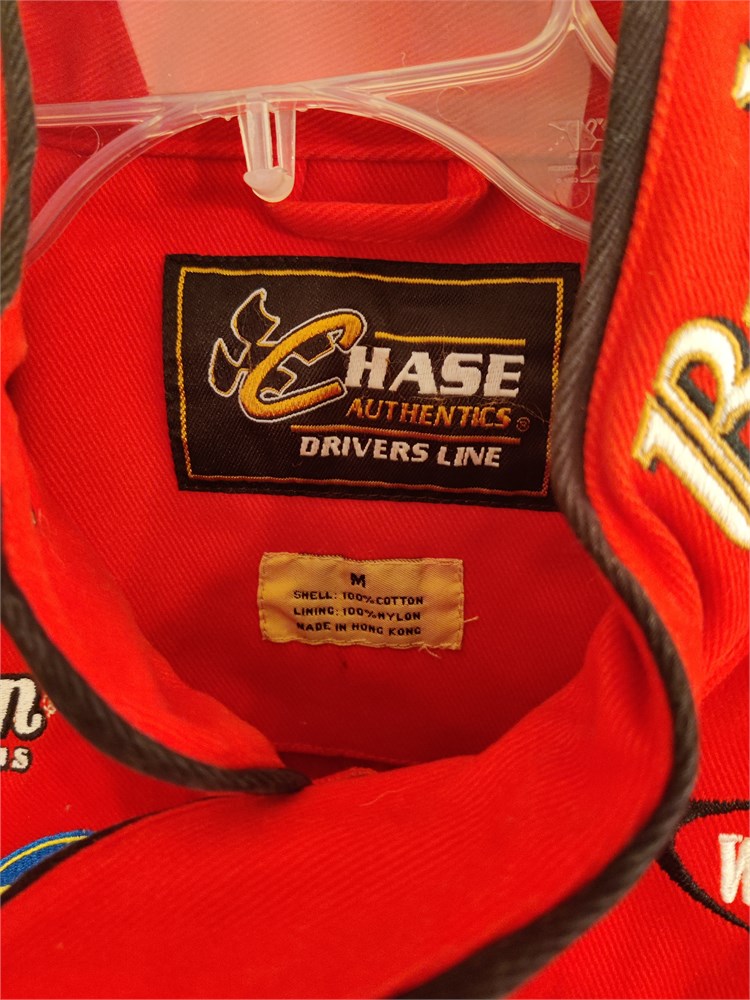 CHASE
AUTHENTICS®
DRIVERS LINE
M
SHELL: 100% COTTON
LINING: 100% NYLON
MADE IN HONG KONG